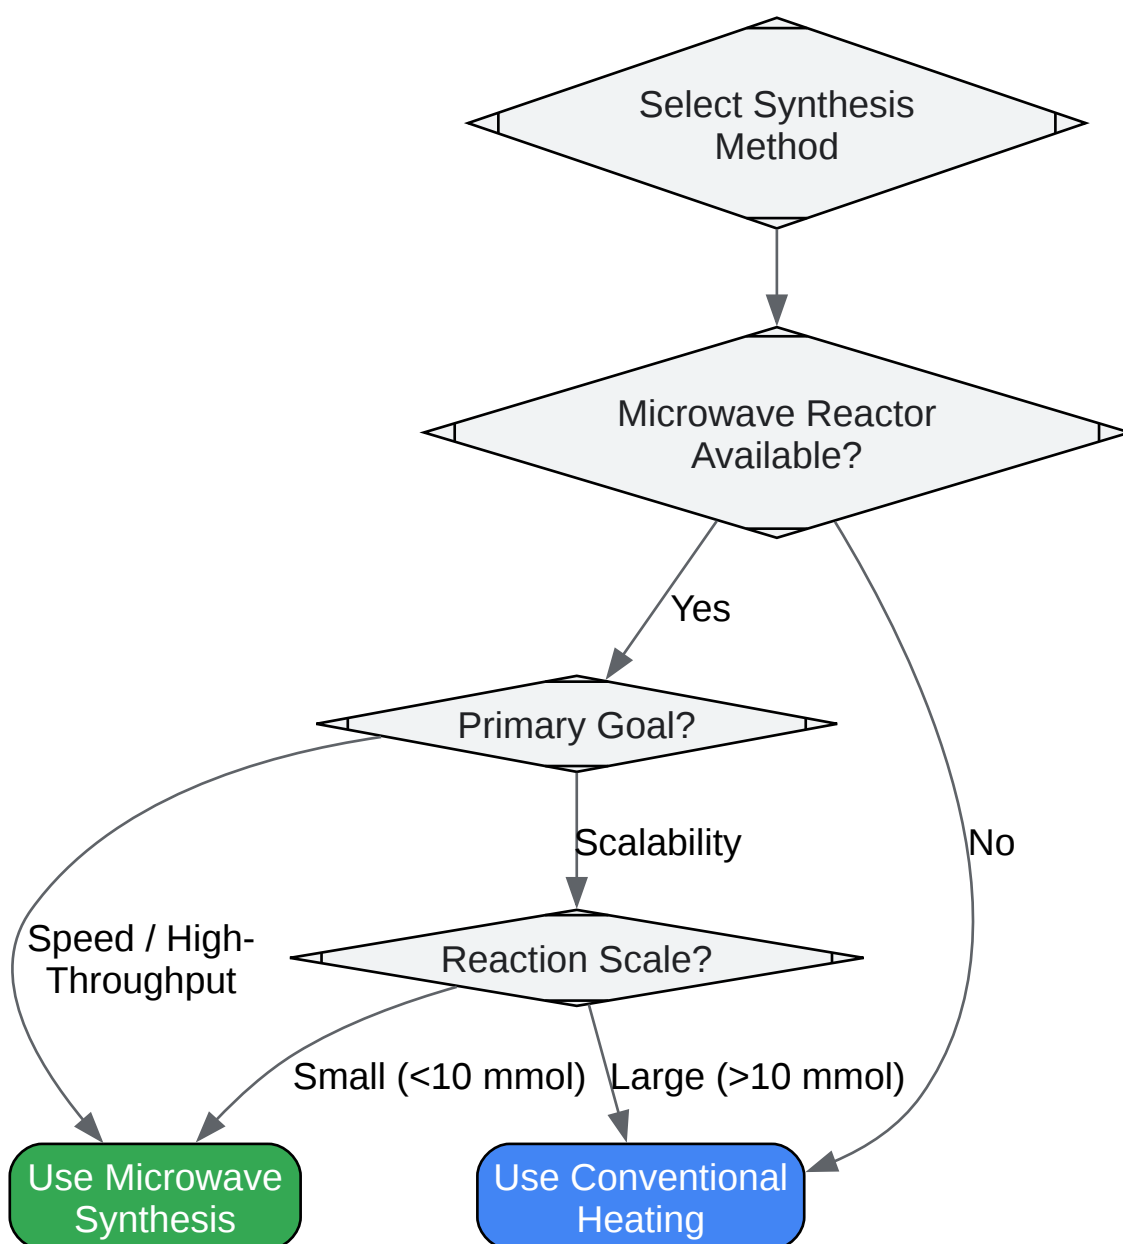 Select Synthesis
Method
Microwave Reactor
Available?
Yes
Primary Goal?
Scalability
No
Speed / High-
Throughput
Reaction Scale?
Small (<10 mmol)
Large (>10 mmol)
Use Microwave
Synthesis
Use Conventional
Heating